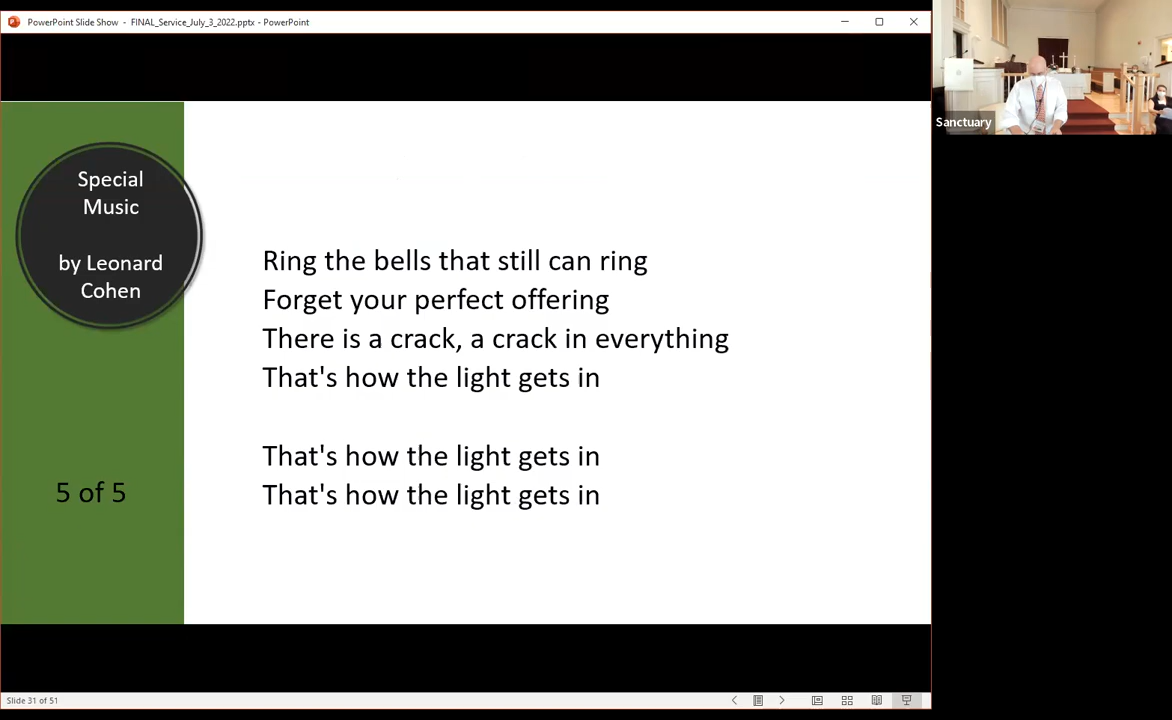 PowerPoint Slide Show - FINAL_Service_July_3_2022.pptx - PowerPoint
Sanctuary
Special
Music
by Leonard
Cohen
5 of 5
Ring the bells that still can ring
Forget your perfect offering
There is a crack, a crack in everything
That's how the light gets in
That's how the light gets in
That's how the light gets in
Slide 31 of 51